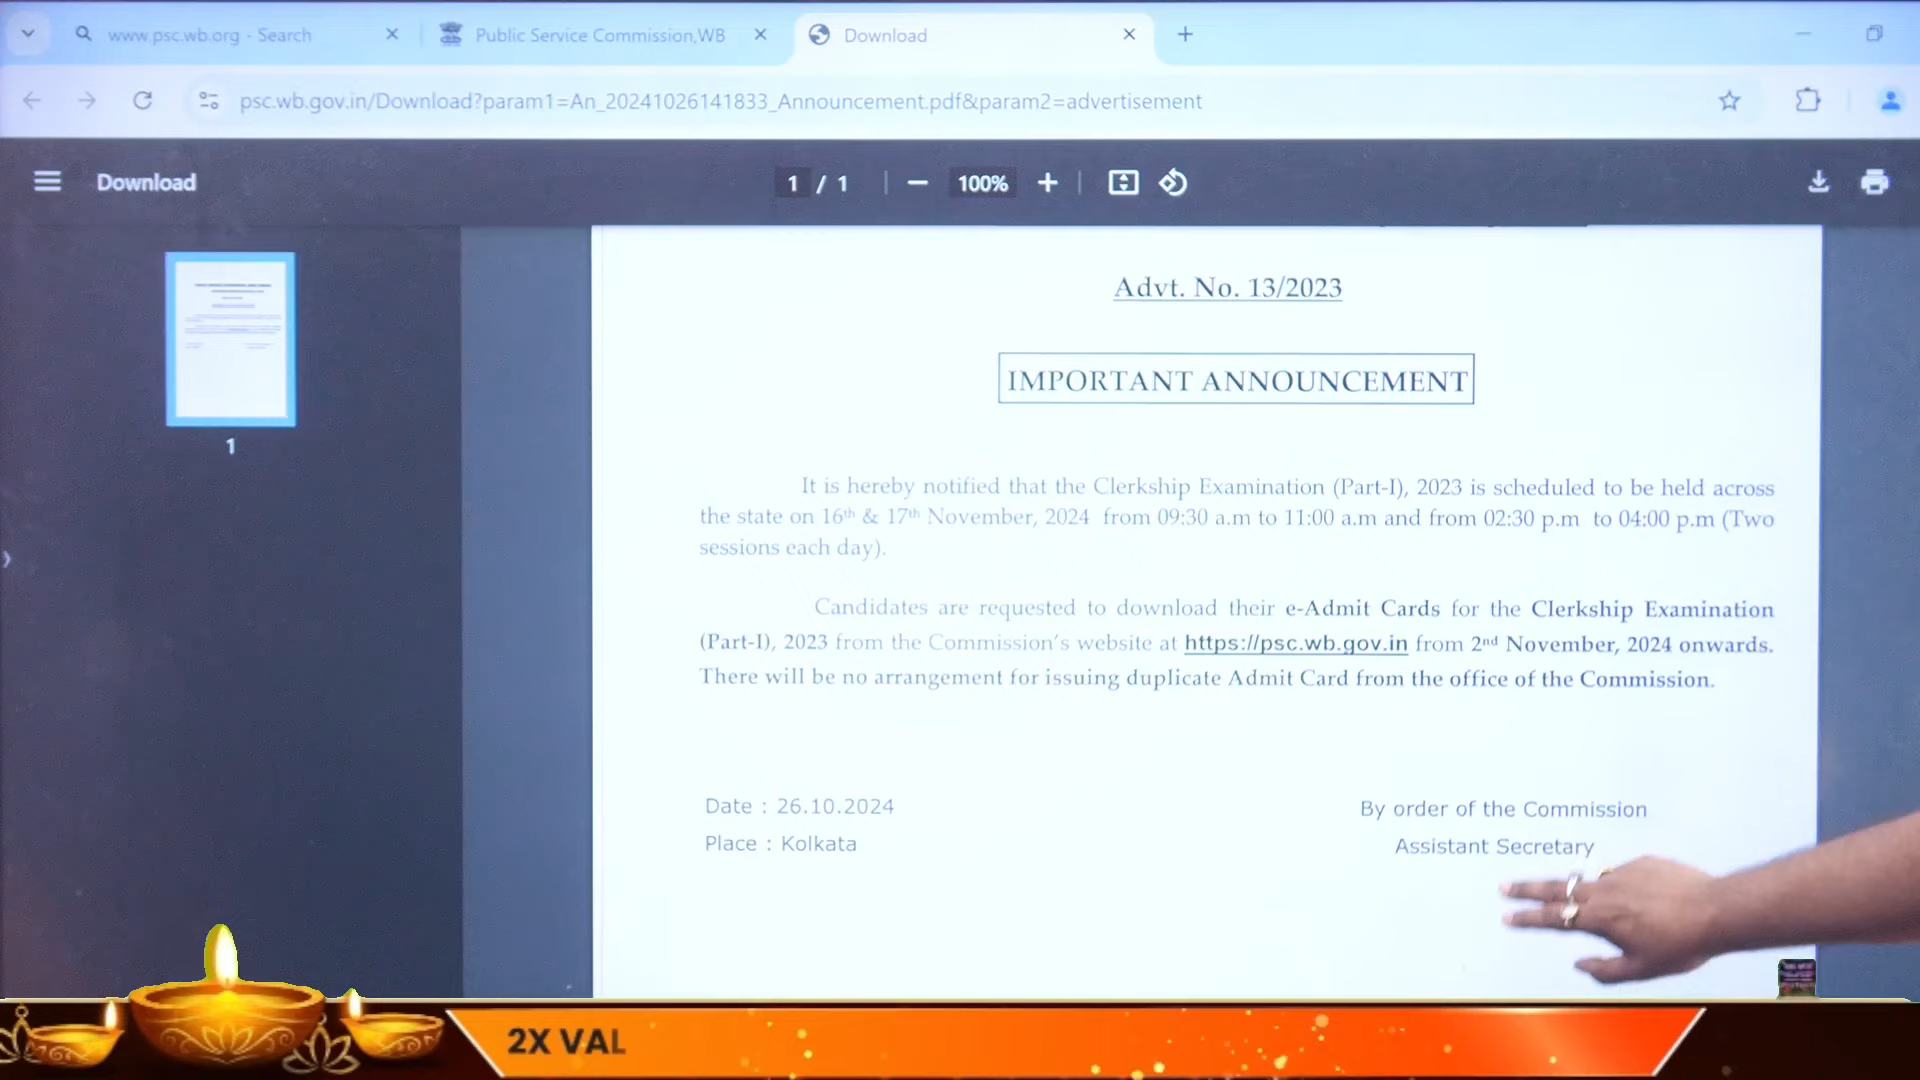 www.psc.wb.org - Search
Public Service Commission,WB
Download
psc.wb.gov.in/Download?param1=An_20241026141833_Announcement.pdf&param2=advertisement
Download
1 / 1
100%
1
Advt. No. 13/2023
IMPORTANT ANNOUNCEMENT
It is hereby notified that the Clerkship Examination (Part-I), 2023 is scheduled to be held across
the state on 16th & 17th November, 2024 from 09:30 a.m to 11:00 a.m and from 02:30 p.m to 04:00 p.m (Two
sessions each day).
Candidates are requested to download their e-Admit Cards for the Clerkship Examination
(Part-I), 2023 from the Commission's website at https://psc.wb.gov.in from 2nd November, 2024 onwards.
There will be no arrangement for issuing duplicate Admit Card from the office of the Commission.
Date : 26.10.2024
By order of the Commission
Place : Kolkata
Assistant Secretary
2X VAL